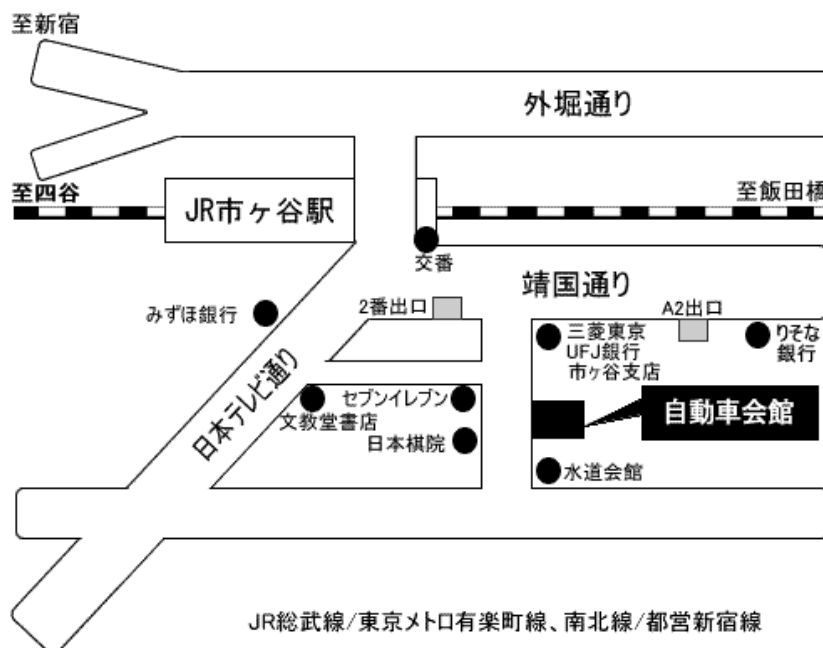 至新宿
外堀通り
至四谷
JR市ヶ谷駅
至飯田橋
交番
靖国通り
みずほ銀行
2番出口
A2出口
三菱東京
UFJ銀行
市ヶ谷支店
りそな
銀行
日本テレビ通り
セブンイレブン
文教堂書店
日本棋院
自動車会館
水道会館
JR総武線/東京メトロ有楽町線、南北線/都営新宿線